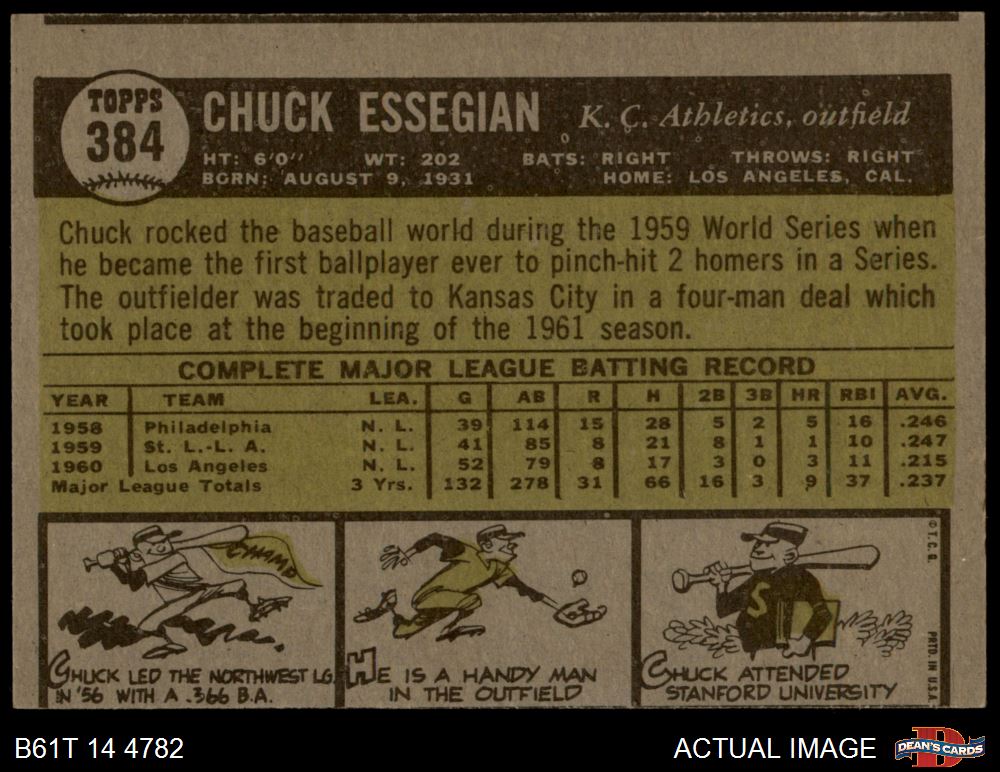 TOPPS
384
CHUCK ESSEGIAN K. C. Athletics, outfield
HT: 6'0" WT: 202 BATS: RIGHT THROWS: RIGHT
BORN: AUGUST 9, 1931 HOME: LOS ANGELES, CAL.
Chuck rocked the baseball world during the 1959 World Series when
he became the first ballplayer ever to pinch-hit 2 homers in a Series.
The outfielder was traded to Kansas City in a four-man deal which
took place at the beginning of the 1961 season.
COMPLETE MAJOR LEAGUE BATTING RECORD
YEAR TEAM LEA. G AB R H 2B 3B HR RBI AVG.
1958 Philadelphia N. L. 39 114 15 28 5 2 5 16 .246
1959 St. L.-L. A. N. L. 41 85 8 21 8 1 1 10 .247
1960 Los Angeles N. L. 52 79 8 17 3 0 3 11 .215
Major League Totals 3 Yrs. 132 278 31 66 16 3 9 37 .237
CHAMP
CHUCK LED THE NORTHWEST LG.
IN '56 WITH A .366 B.A.
HE IS A HANDY MAN
IN THE OUTFIELD
S
CHUCK ATTENDED
STANFORD UNIVERSITY
© T.C.G.
PRTD IN U.S.A.
B61T 14 4782
ACTUAL IMAGE
D
DEAN'S CARDS